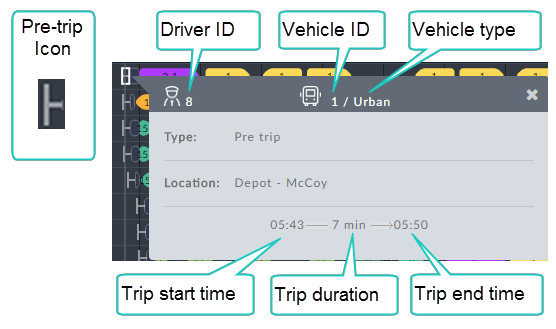 Pre-trip
Icon
Driver ID
Vehicle ID
Vehicle type
8
1 / Urban
Type: Pre trip
Location: Depot - McCoy
05:43 7 min 05:50
Trip start time
Trip duration
Trip end time